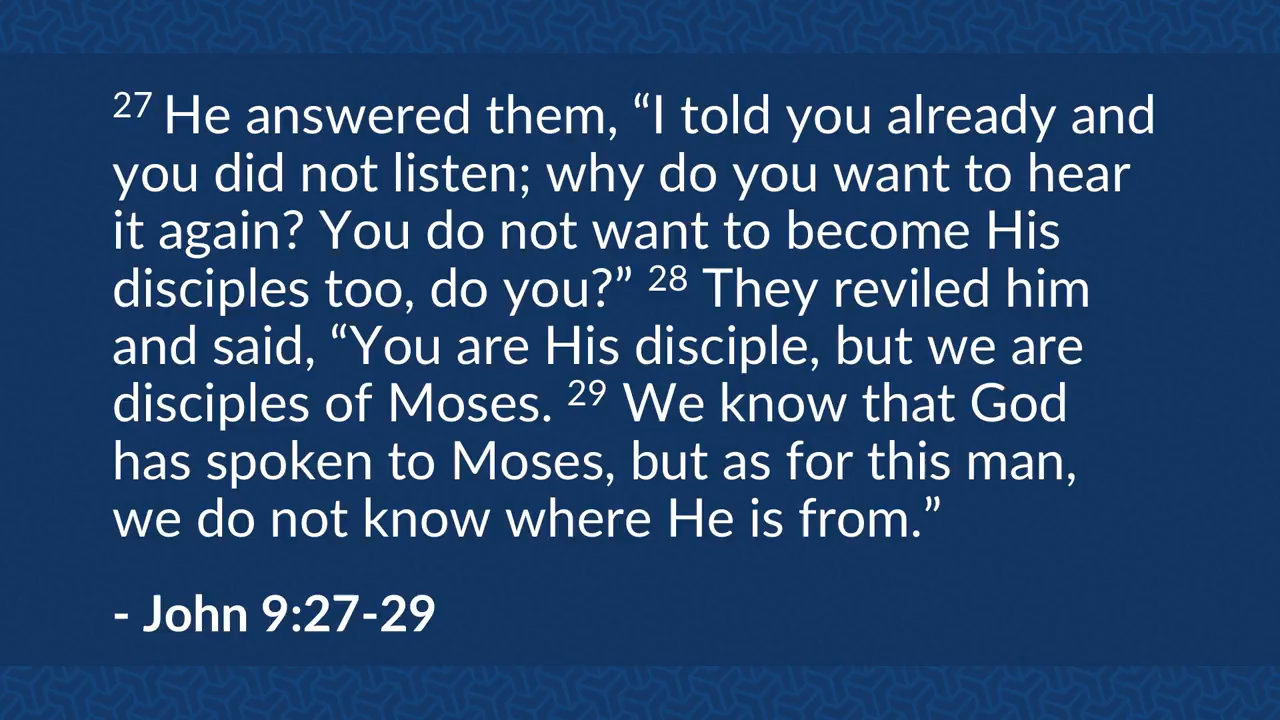 27 He answered them, “I told you already and
you did not listen; why do you want to hear
it again? You do not want to become His
disciples too, do you?” 28 They reviled him
and said, “You are His disciple, but we are
disciples of Moses. 29 We know that God
has spoken to Moses, but as for this man,
we do not know where He is from.”
- John 9:27-29